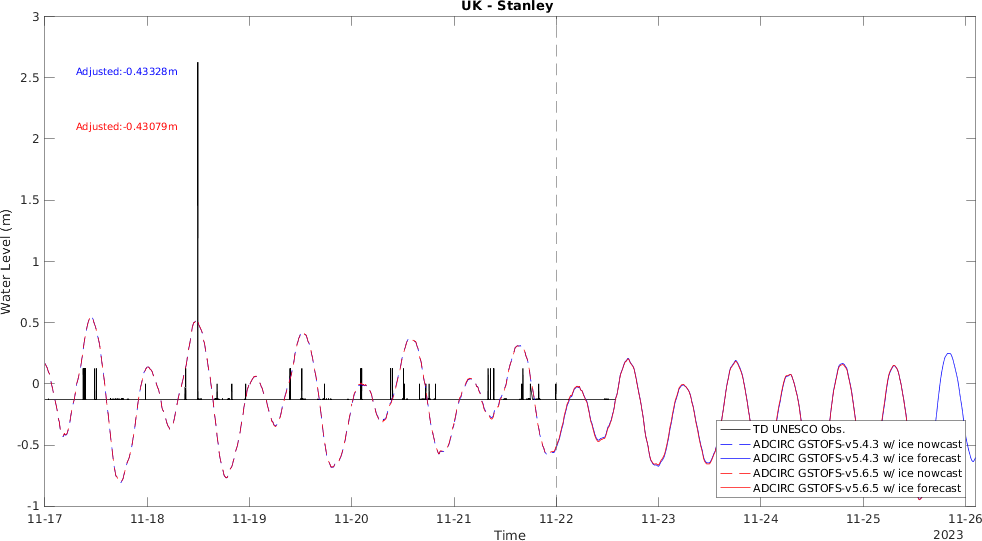 UK - Stanley
3
2.5
2
1.5
1
0.5
0
-0.5
-1
Water Level (m)
Adjusted:-0.43328m
Adjusted:-0.43079m
TD UNESCO Obs.
ADCIRC GSTOFS-v5.4.3 w/ ice nowcast
ADCIRC GSTOFS-v5.4.3 w/ ice forecast
ADCIRC GSTOFS-v5.6.5 w/ ice nowcast
ADCIRC GSTOFS-v5.6.5 w/ ice forecast
11-17 11-18 11-19 11-20 11-21 11-22 11-23 11-24 11-25 11-26
Time
2023